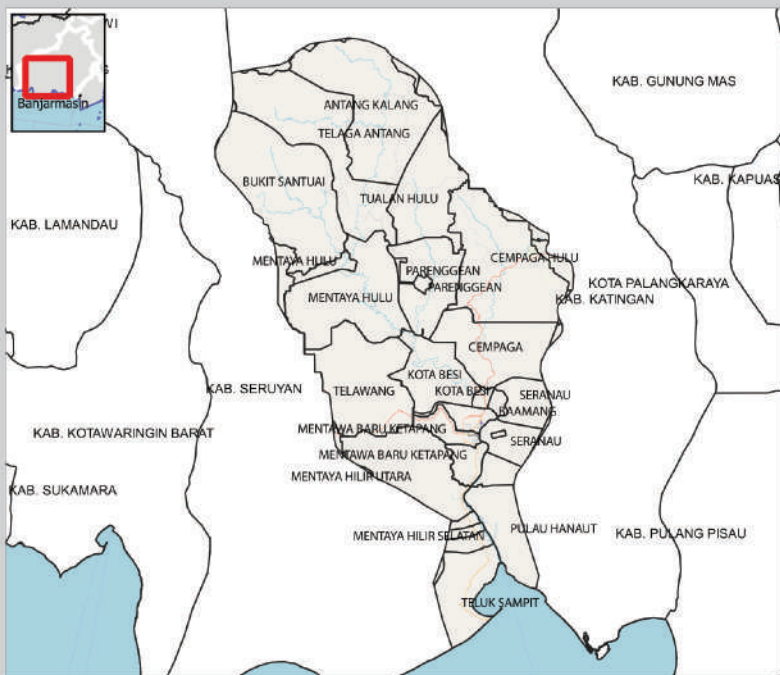 Banjarmasin
KAB. GUNUNG MAS
ANTANG KALANG
TELAGA ANTANG
BUKIT SANTUAI
KAB. KAPUAS
TUALAN HULU
KAB. LAMANDAU
MENTAYA HULU
CEMPAGA HULU
PARENGGEAN
PARENGGEAN
KOTA PALANGKARAYA
MENTAYA HULU
KAB. KATINGAN
CEMPAGA
KOTA BESI
KAB. SERUYAN
TELAWANG
KOTA BESI
SERANAU
BAAMANG
MENTAWA BARU KETAPANG
KAB. KOTAWARINGIN BARAT
SERANAU
MENTAWA BARU KETAPANG
MENTAYA HILIR UTARA
KAB. SUKAMARA
PULAU HANAUT
MENTAYA HILIR SELATAN
KAB. PULANG PISAU
TELUK SAMPIT